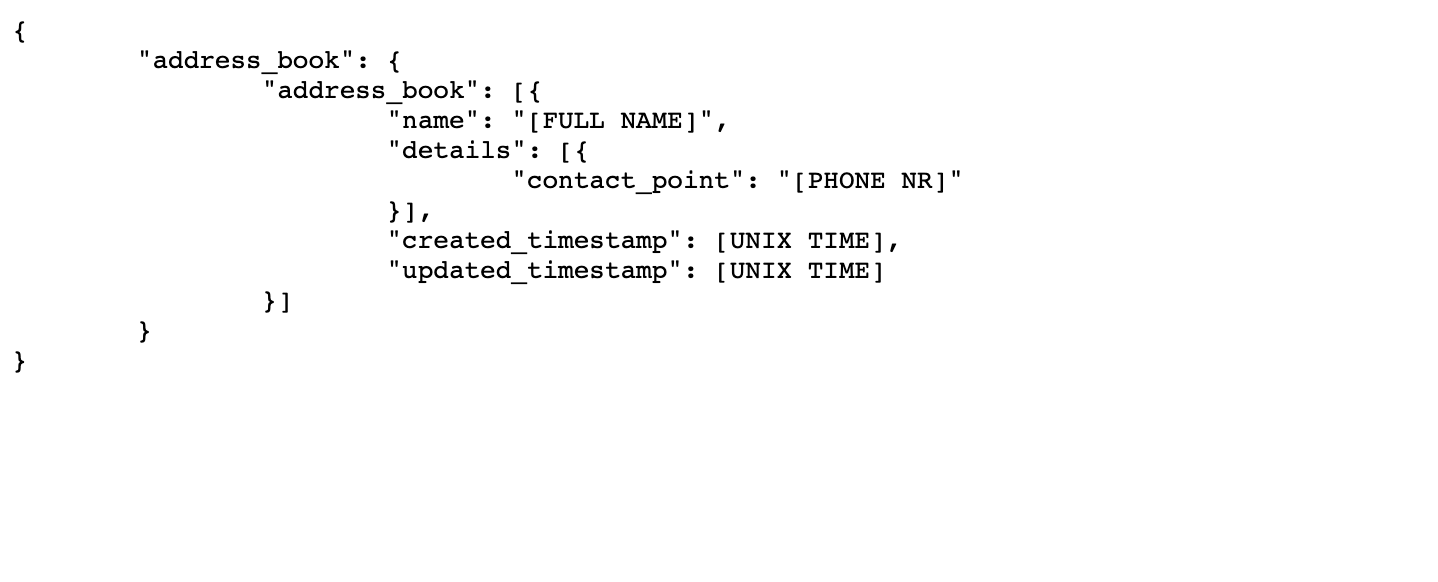 {
"address_book": {
"address_book": [{
"name": "[FULL NAME]",
"details": [{
"contact_point": "[PHONE NR]"
}],
"created_timestamp": [UNIX TIME],
"updated_timestamp": [UNIX TIME]
}]
}
}